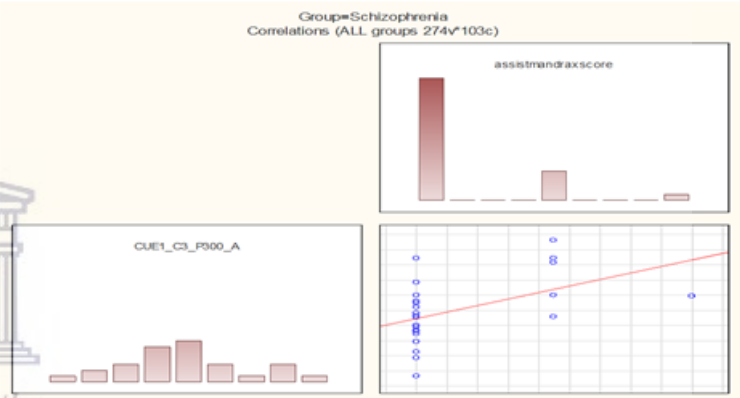 Group=Schizophrenia
Correlations (ALL groups 274v*103c)
assistmandraxscore
CUE1_C3_P300_A